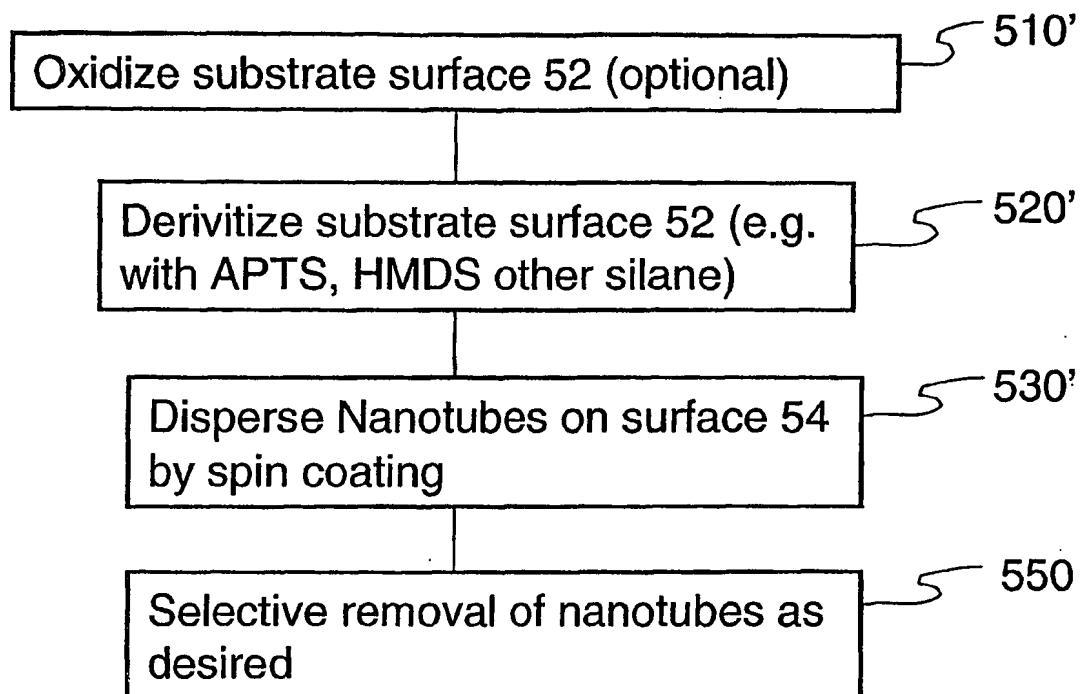 510'
Oxidize substrate surface 52 (optional)
520'
Derivitize substrate surface 52 (e.g.
with APTS, HMDS other silane)
530'
Disperse Nanotubes on surface 54
by spin coating
550
Selective removal of nanotubes as
desired